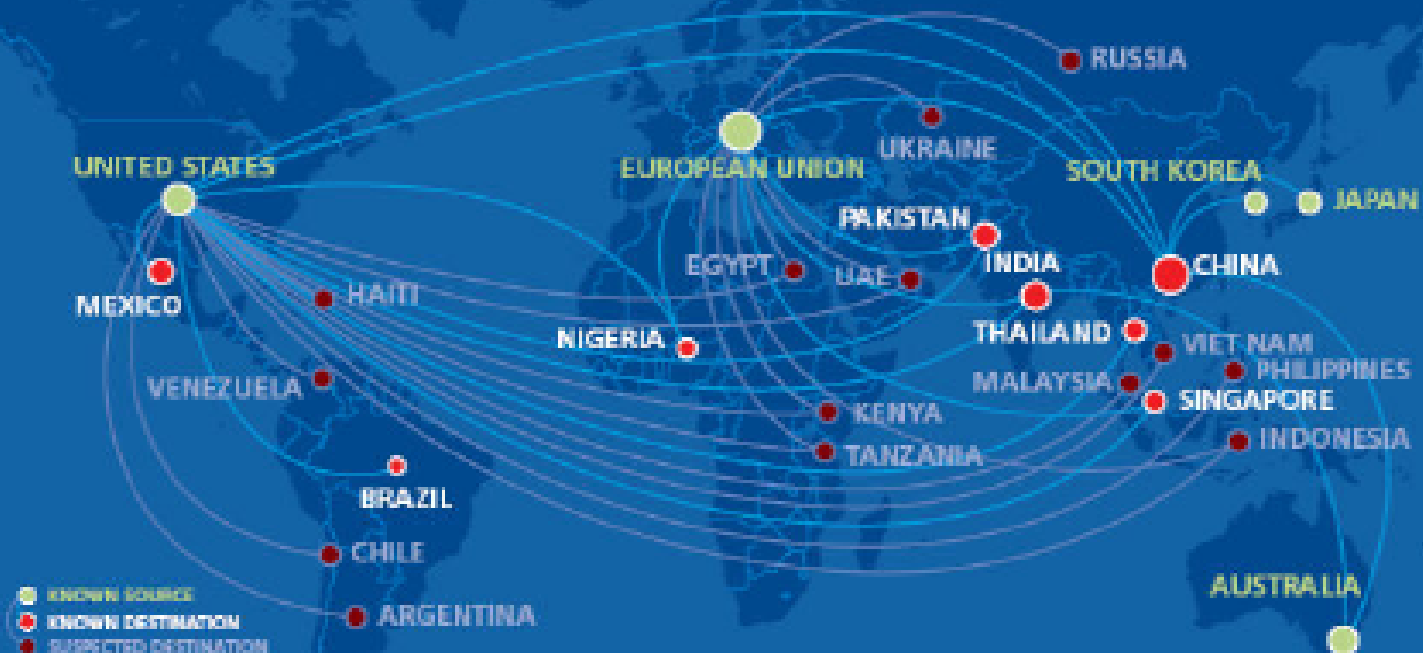 RUSSIA
UKRAINE
UNITED STATES
EUROPEAN UNION
SOUTH KOREA
JAPAN
PAKISTAN
EGYPT
UAE
INDIA
CHINA
MEXICO
HAITI
NIGERIA
THAILAND
VIET NAM
PHILIPPINES
VENEZUELA
MALAYSIA
SINGAPORE
KENYA
INDONESIA
TANZANIA
BRAZIL
CHILE
AUSTRALIA
ARGENTINA
KNOWN SOURCE
KNOWN DESTINATION
SUSPECTED DESTINATION